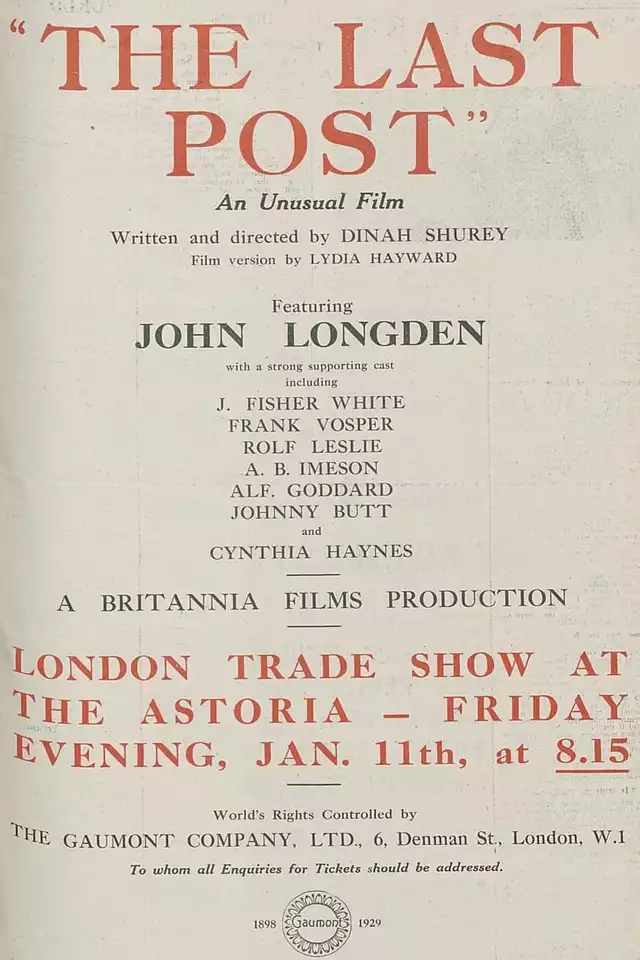 “THE LAST
POST”
An Unusual Film
Written and directed by DINAH SHUREY
Film version by LYDIA HAYWARD
Featuring
JOHN LONGDEN
with a strong supporting cast
including
J. FISHER WHITE
FRANK VOSPER
ROLF LESLIE
A. B. IMESON
ALF. GODDARD
JOHNNY BUTT
and
CYNTHIA HAYNES
A BRITANNIA FILMS PRODUCTION
LONDON TRADE SHOW AT
THE ASTORIA — FRIDAY
EVENING, JAN. 11th, at 8.15
World's Rights Controlled by
THE GAUMONT COMPANY, LTD., 6, Denman St., London, W.1
To whom all Enquiries for Tickets should be addressed.
1898 Gaumont 1929